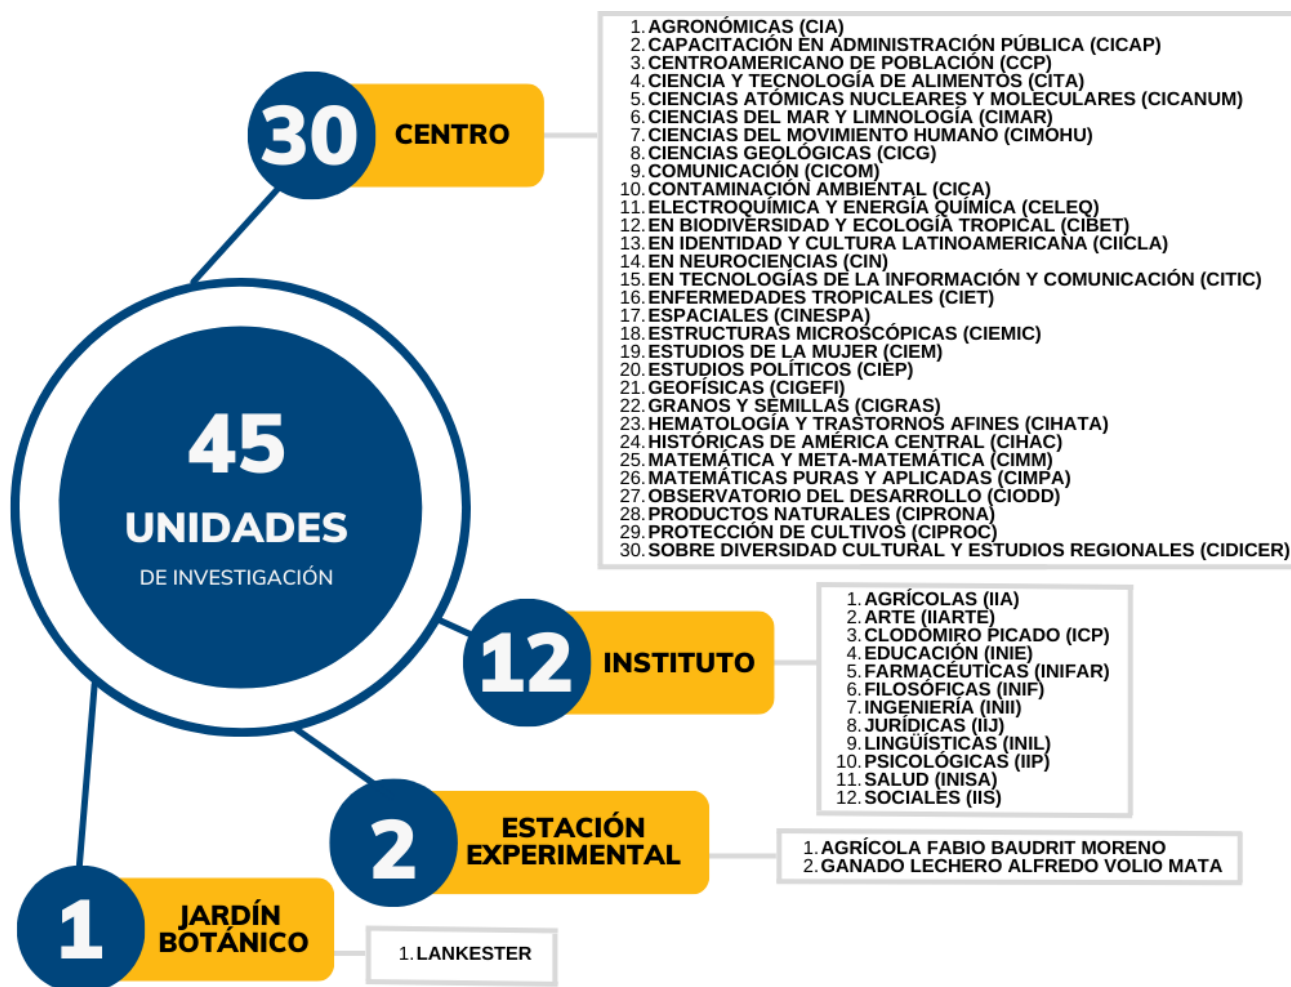 30
CENTRO
1. AGRONÓMICAS (CIA)
2. CAPACITACIÓN EN ADMINISTRACIÓN PÚBLICA (CICAP)
3. CENTROAMERICANO DE POBLACIÓN (CCP)
4. CIENCIA Y TECNOLOGÍA DE ALIMENTOS (CITA)
5. CIENCIAS ATÓMICAS NUCLEARES Y MOLECULARES (CICANUM)
6. CIENCIAS DEL MAR Y LIMNOLOGÍA (CIMAR)
7. CIENCIAS DEL MOVIMIENTO HUMANO (CIMOHU)
8. CIENCIAS GEOLÓGICAS (CICG)
9. COMUNICACIÓN (CICOM)
10. CONTAMINACIÓN AMBIENTAL (CICA)
11. ELECTROQUÍMICA Y ENERGÍA QUÍMICA (CELEQ)
12. EN BIODIVERSIDAD Y ECOLOGÍA TROPICAL (CIBET)
13. EN IDENTIDAD Y CULTURA LATINOAMERICANA (CIICLA)
14. EN NEUROCIENCIAS (CIN)
15. EN TECNOLOGÍAS DE LA INFORMACIÓN Y COMUNICACIÓN (CITIC)
16. ENFERMEDADES TROPICALES (CIET)
17. ESPACIALES (CINESPA)
18. ESTRUCTURAS MICROSCÓPICAS (CIEMIC)
19. ESTUDIOS DE LA MUJER (CIEM)
20. ESTUDIOS POLÍTICOS (CIEP)
21. GEOFÍSICAS (CIGEFI)
22. GRANOS Y SEMILLAS (CIGRAS)
23. HEMATOLOGÍA Y TRASTORNOS AFINES (CIHATA)
24. HISTÓRICAS DE AMÉRICA CENTRAL (CIHAC)
25. MATEMÁTICA Y META-MATEMÁTICA (CIMM)
26. MATEMÁTICAS PURAS Y APLICADAS (CIMPA)
27. OBSERVATORIO DEL DESARROLLO (CIODD)
28. PRODUCTOS NATURALES (CIPRONA)
29. PROTECCIÓN DE CULTIVOS (CIPROC)
30. SOBRE DIVERSIDAD CULTURAL Y ESTUDIOS REGIONALES (CIDICER)
45
UNIDADES
DE INVESTIGACIÓN
12
INSTITUTO
1. AGRÍCOLAS (IIA)
2. ARTE (IIARTE)
3. CLODOMIRO PICADO (ICP)
4. EDUCACIÓN (INIE)
5. FARMACÉUTICAS (INIFAR)
6. FILOSÓFICAS (INIF)
7. INGENIERÍA (INII)
8. JURÍDICAS (IIJ)
9. LINGÜÍSTICAS (INIL)
10. PSICOLÓGICAS (IIP)
11. SALUD (INISA)
12. SOCIALES (IIS)
2
ESTACIÓN
EXPERIMENTAL
1. AGRÍCOLA FABIO BAUDRIT MORENO
2. GANADO LECHERO ALFREDO VOLIO MATA
1
JARDÍN
BOTÁNICO
1. LANKESTER